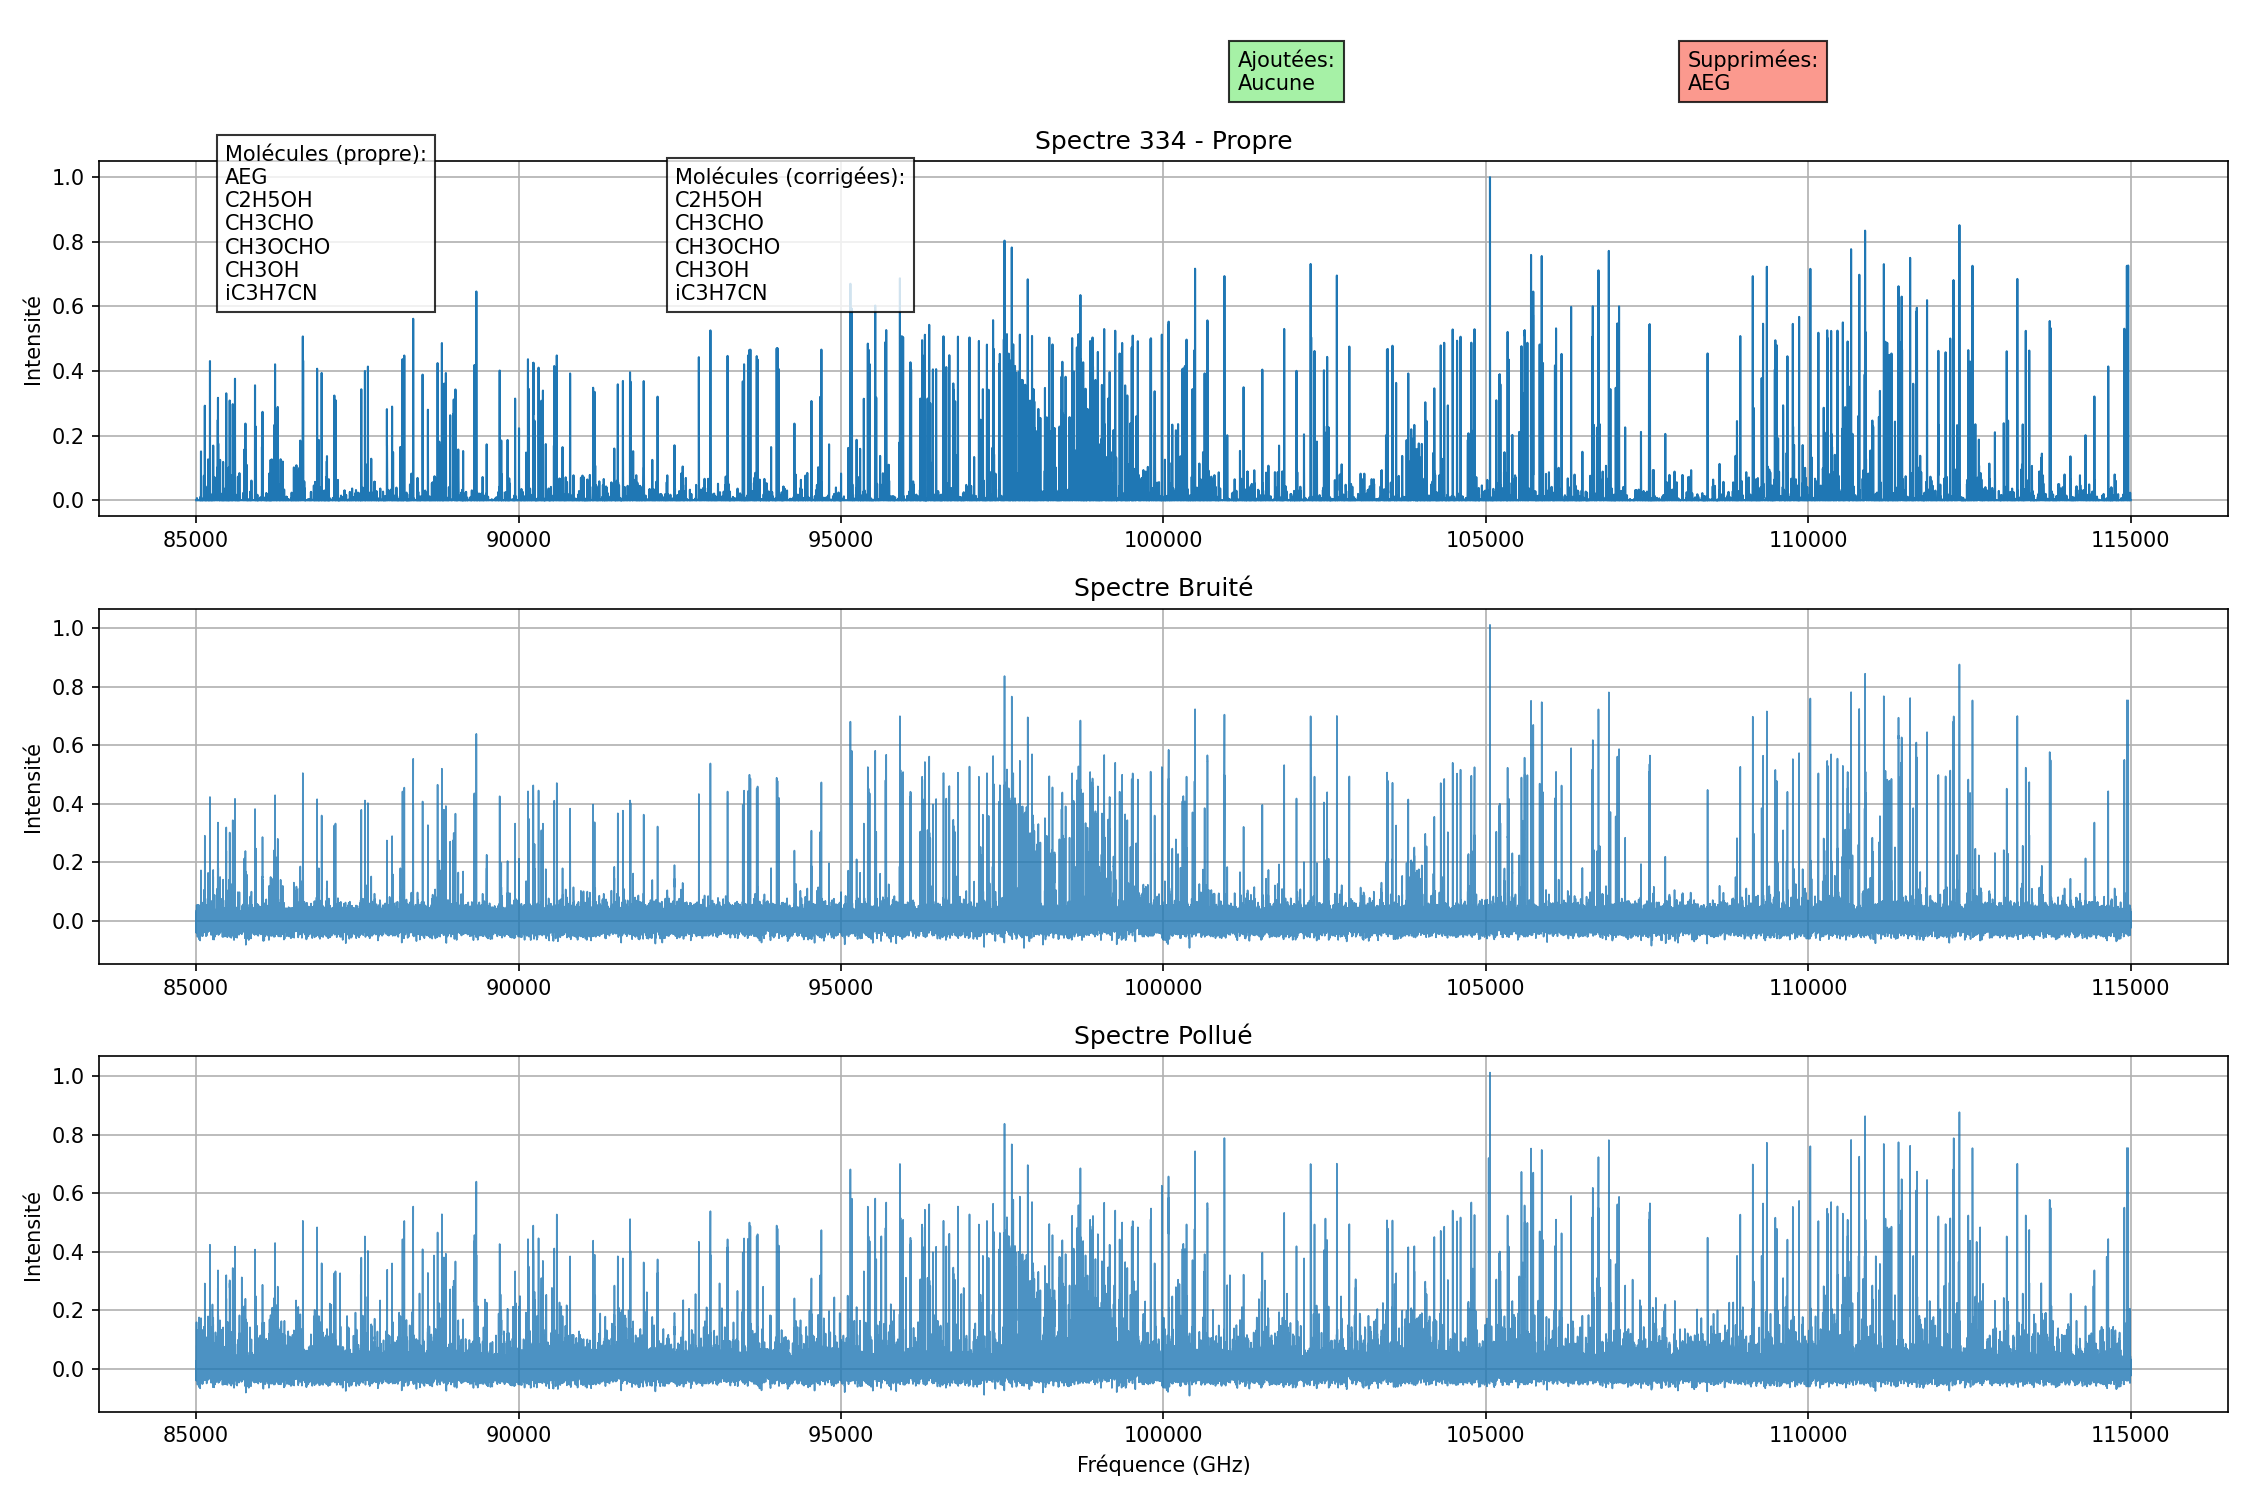 Ajoutées:
Aucune
Supprimées:
AEG
Spectre 334 - Propre
Molécules (propre):
AEG
C2H5OH
CH3CHO
CH3OCHO
CH3OH
iC3H7CN
Molécules (corrigées):
C2H5OH
CH3CHO
CH3OCHO
CH3OH
iC3H7CN
Intensité
1.0
0.8
0.6
0.4
0.2
0.0
85000 90000 95000 100000 105000 110000 115000
Spectre Bruité
Intensité
1.0
0.8
0.6
0.4
0.2
0.0
85000 90000 95000 100000 105000 110000 115000
Spectre Pollué
Intensité
1.0
0.8
0.6
0.4
0.2
0.0
85000 90000 95000 100000 105000 110000 115000
Fréquence (GHz)